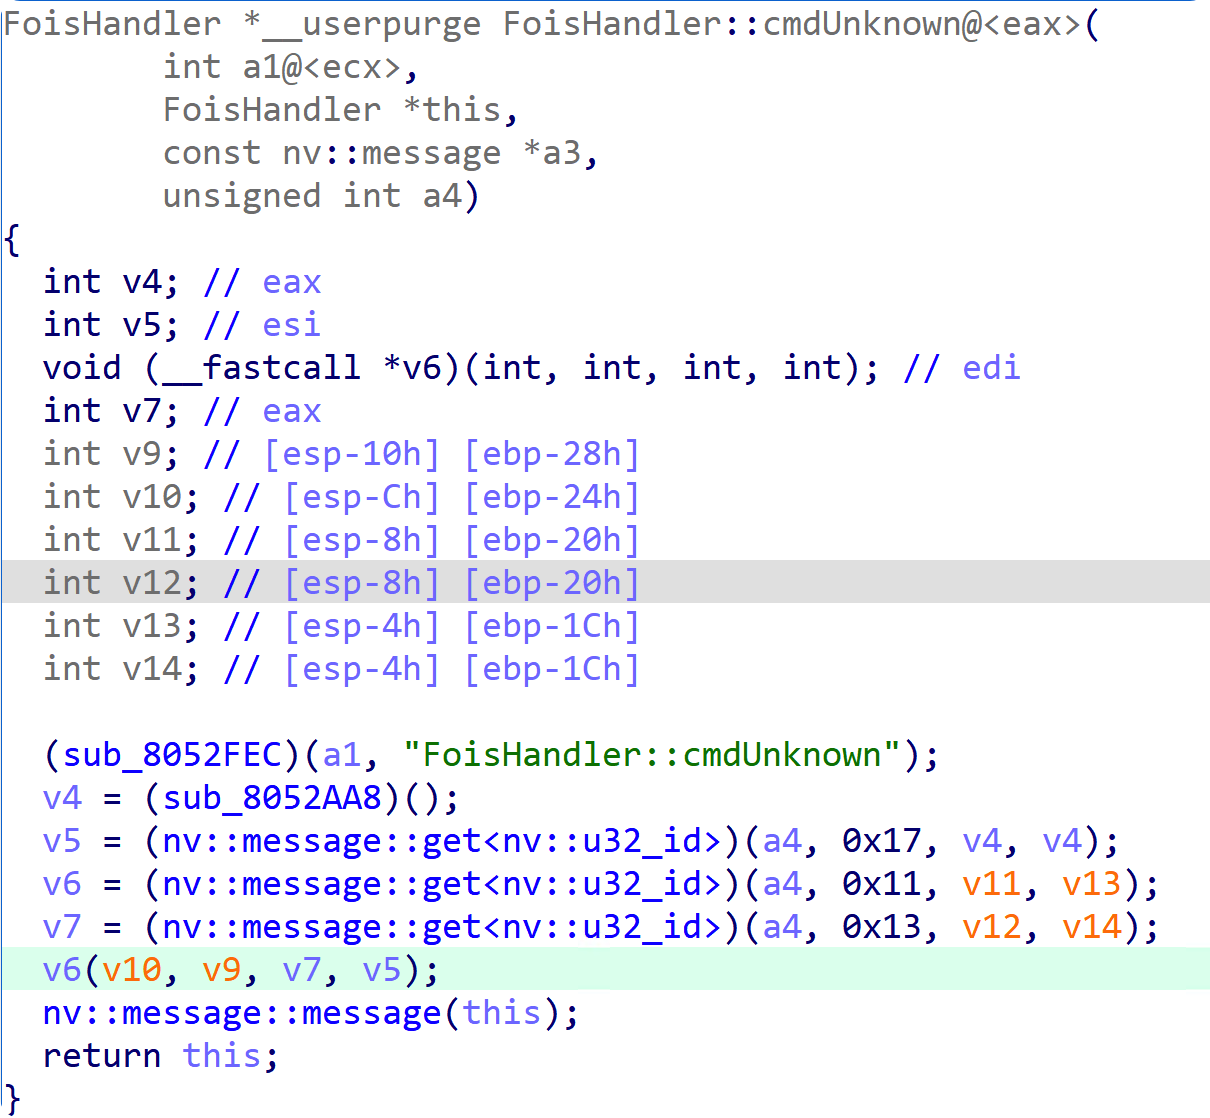 FoisHandler *__userpurge FoisHandler::cmdUnknown@<eax>(
        int a1@<ecx>,
        FoisHandler *this,
        const nv::message *a3,
        unsigned int a4)
{
  int v4; // eax
  int v5; // esi
  void (__fastcall *v6)(int, int, int, int); // edi
  int v7; // eax
  int v9; // [esp-10h] [ebp-28h]
  int v10; // [esp-Ch] [ebp-24h]
  int v11; // [esp-8h] [ebp-20h]
  int v12; // [esp-8h] [ebp-20h]
  int v13; // [esp-4h] [ebp-1Ch]
  int v14; // [esp-4h] [ebp-1Ch]

  (sub_8052FEC)(a1, "FoisHandler::cmdUnknown");
  v4 = (sub_8052AA8)();
  v5 = (nv::message::get<nv::u32_id>)(a4, 0x17, v4, v4);
  v6 = (nv::message::get<nv::u32_id>)(a4, 0x11, v11, v13);
  v7 = (nv::message::get<nv::u32_id>)(a4, 0x13, v12, v14);
  v6(v10, v9, v7, v5);
  nv::message::message(this);
  return this;
}